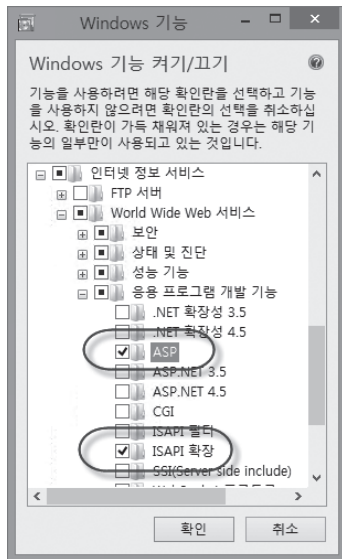 Windows 기능
Windows 기능 켜기/끄기
기능을 사용하려면 해당 확인란을 선택하고 기능
을 사용하지 않으려면 확인란의 선택을 취소하십
시오. 확인란이 가득 채워져 있는 경우는 해당 기
능의 일부만이 사용되고 있는 것입니다.
인터넷 정보 서비스
FTP 서버
World Wide Web 서비스
보안
상태 및 진단
성능 기능
응용 프로그램 개발 기능
.NET 확장성 3.5
.NET 확장성 4.5
ASP
ASP.NET 3.5
ASP.NET 4.5
CGI
ISAPI 필터
ISAPI 확장
SSI(Server side include)
확인
취소